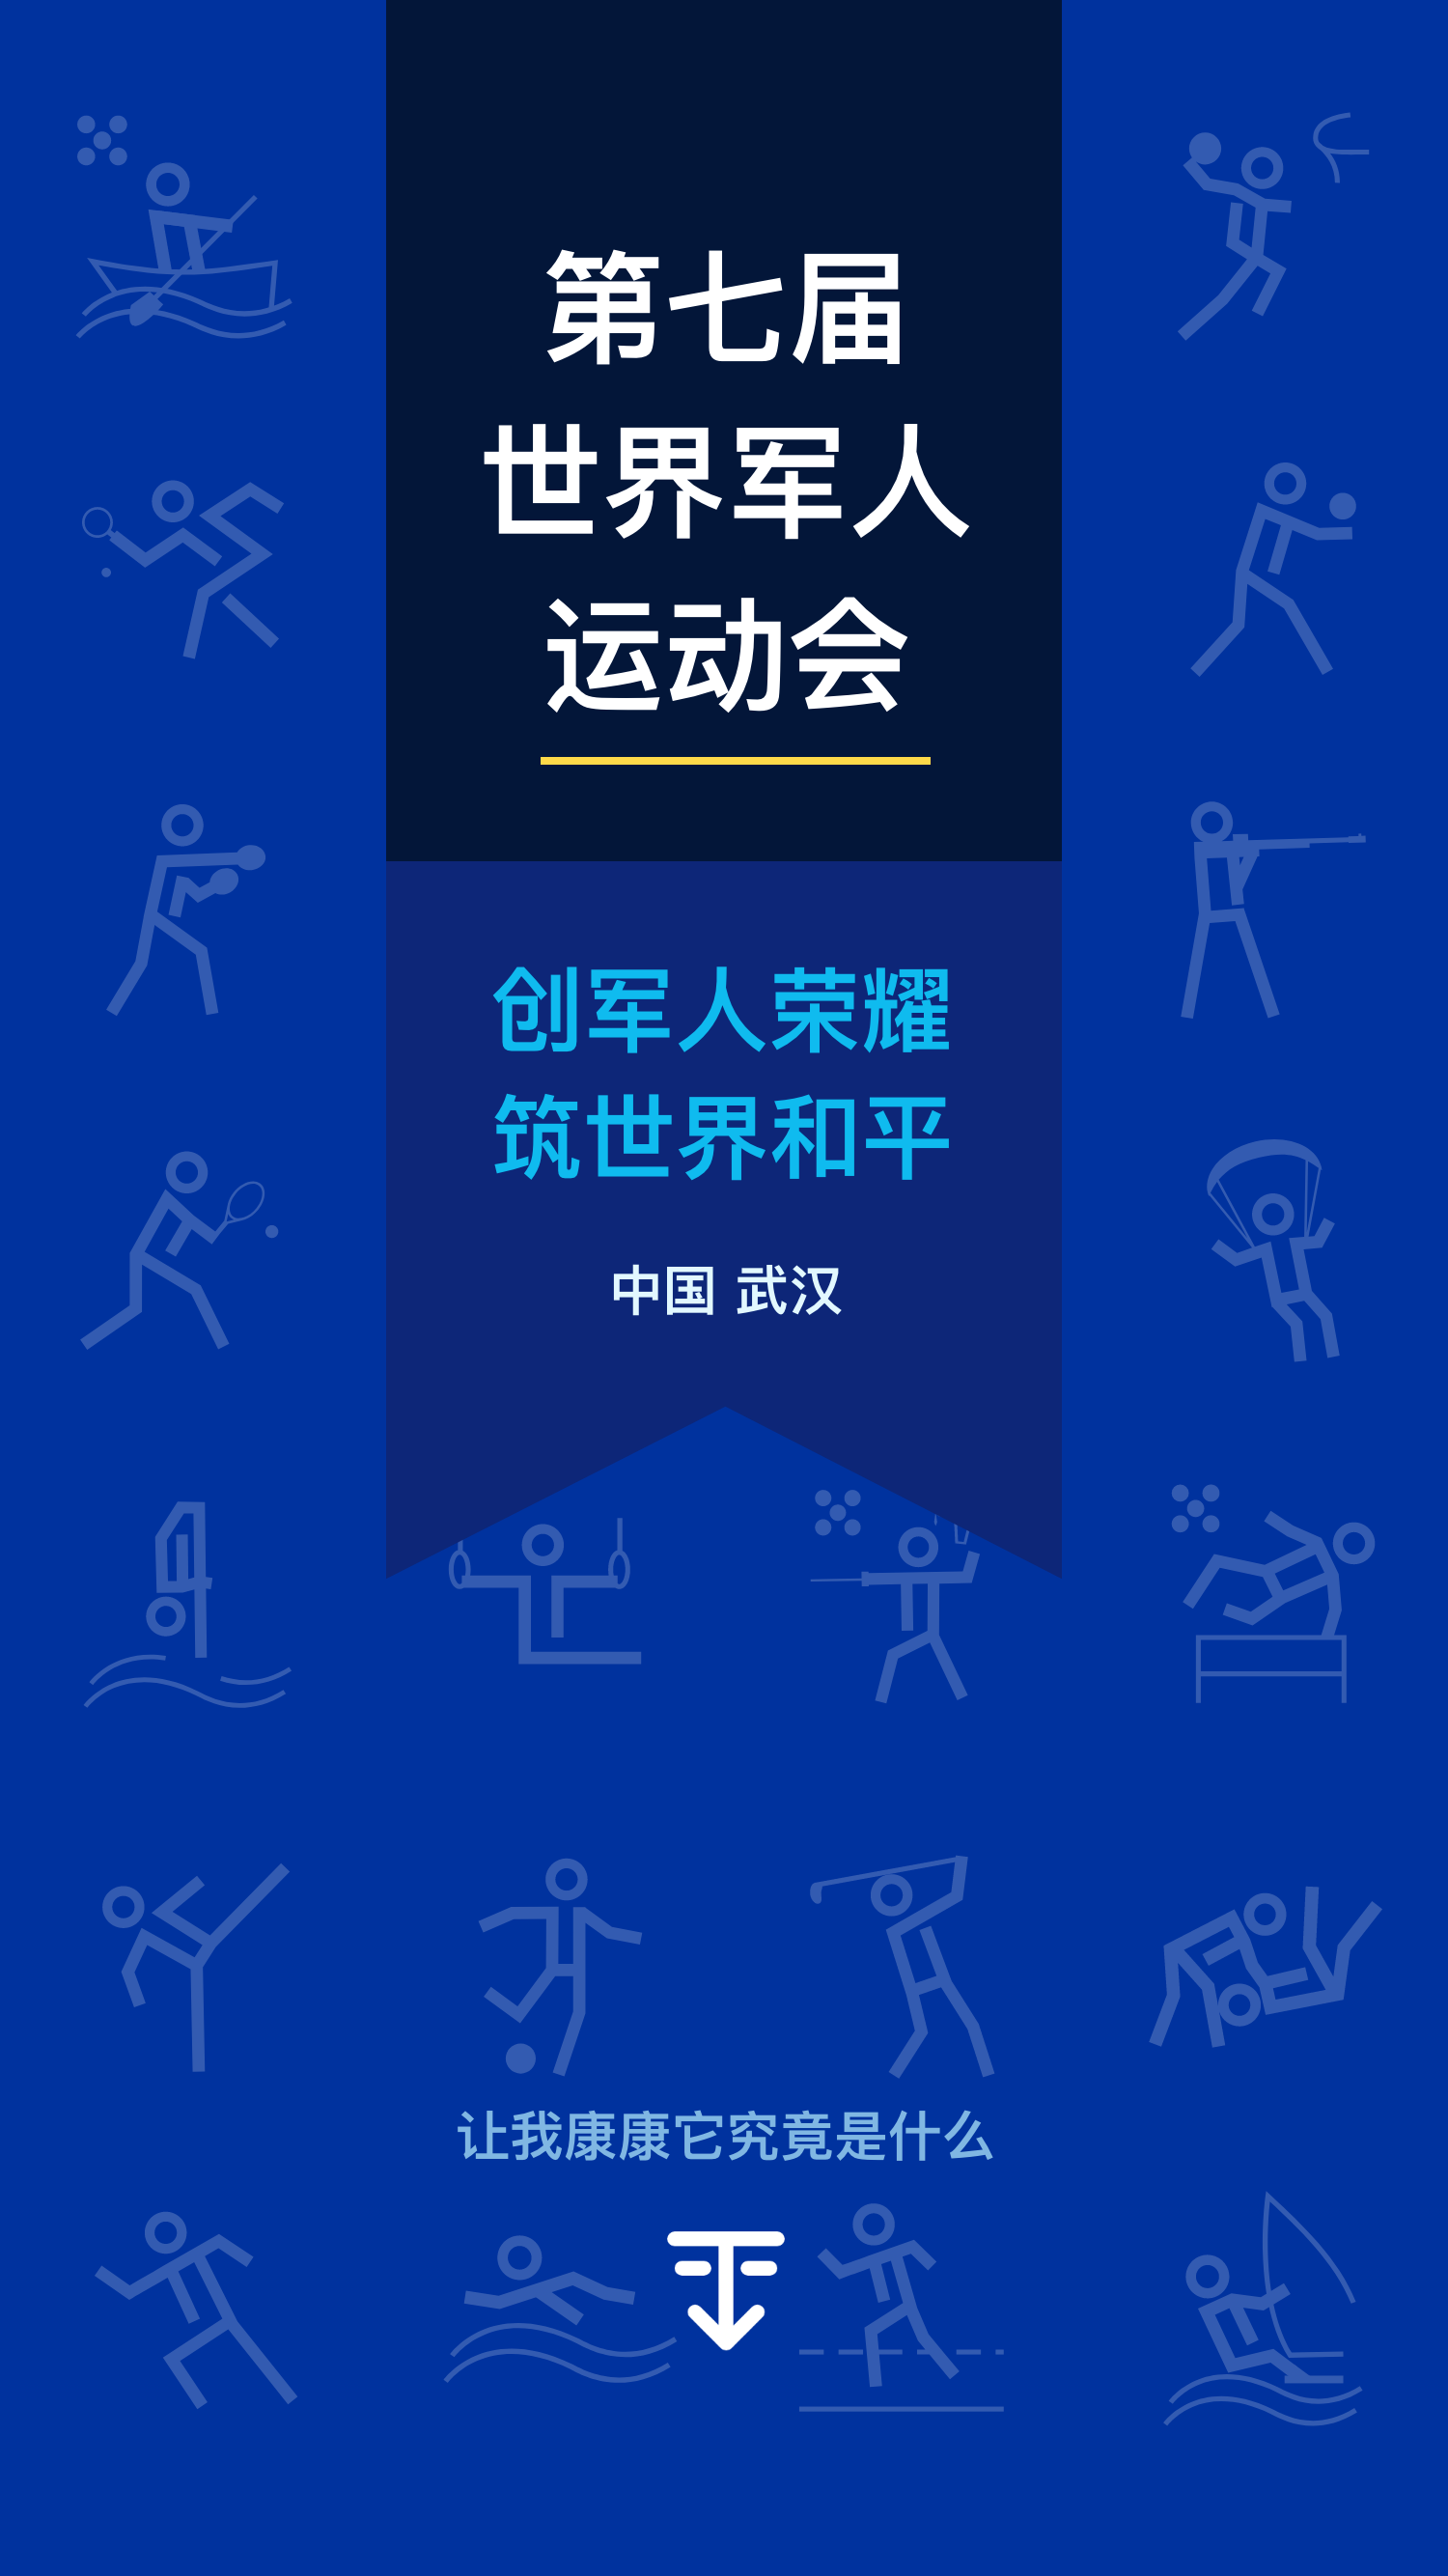 第七届
世界军人
运动会
创军人荣耀
筑世界和平
中国 武汉
让我康康它究竟是什么